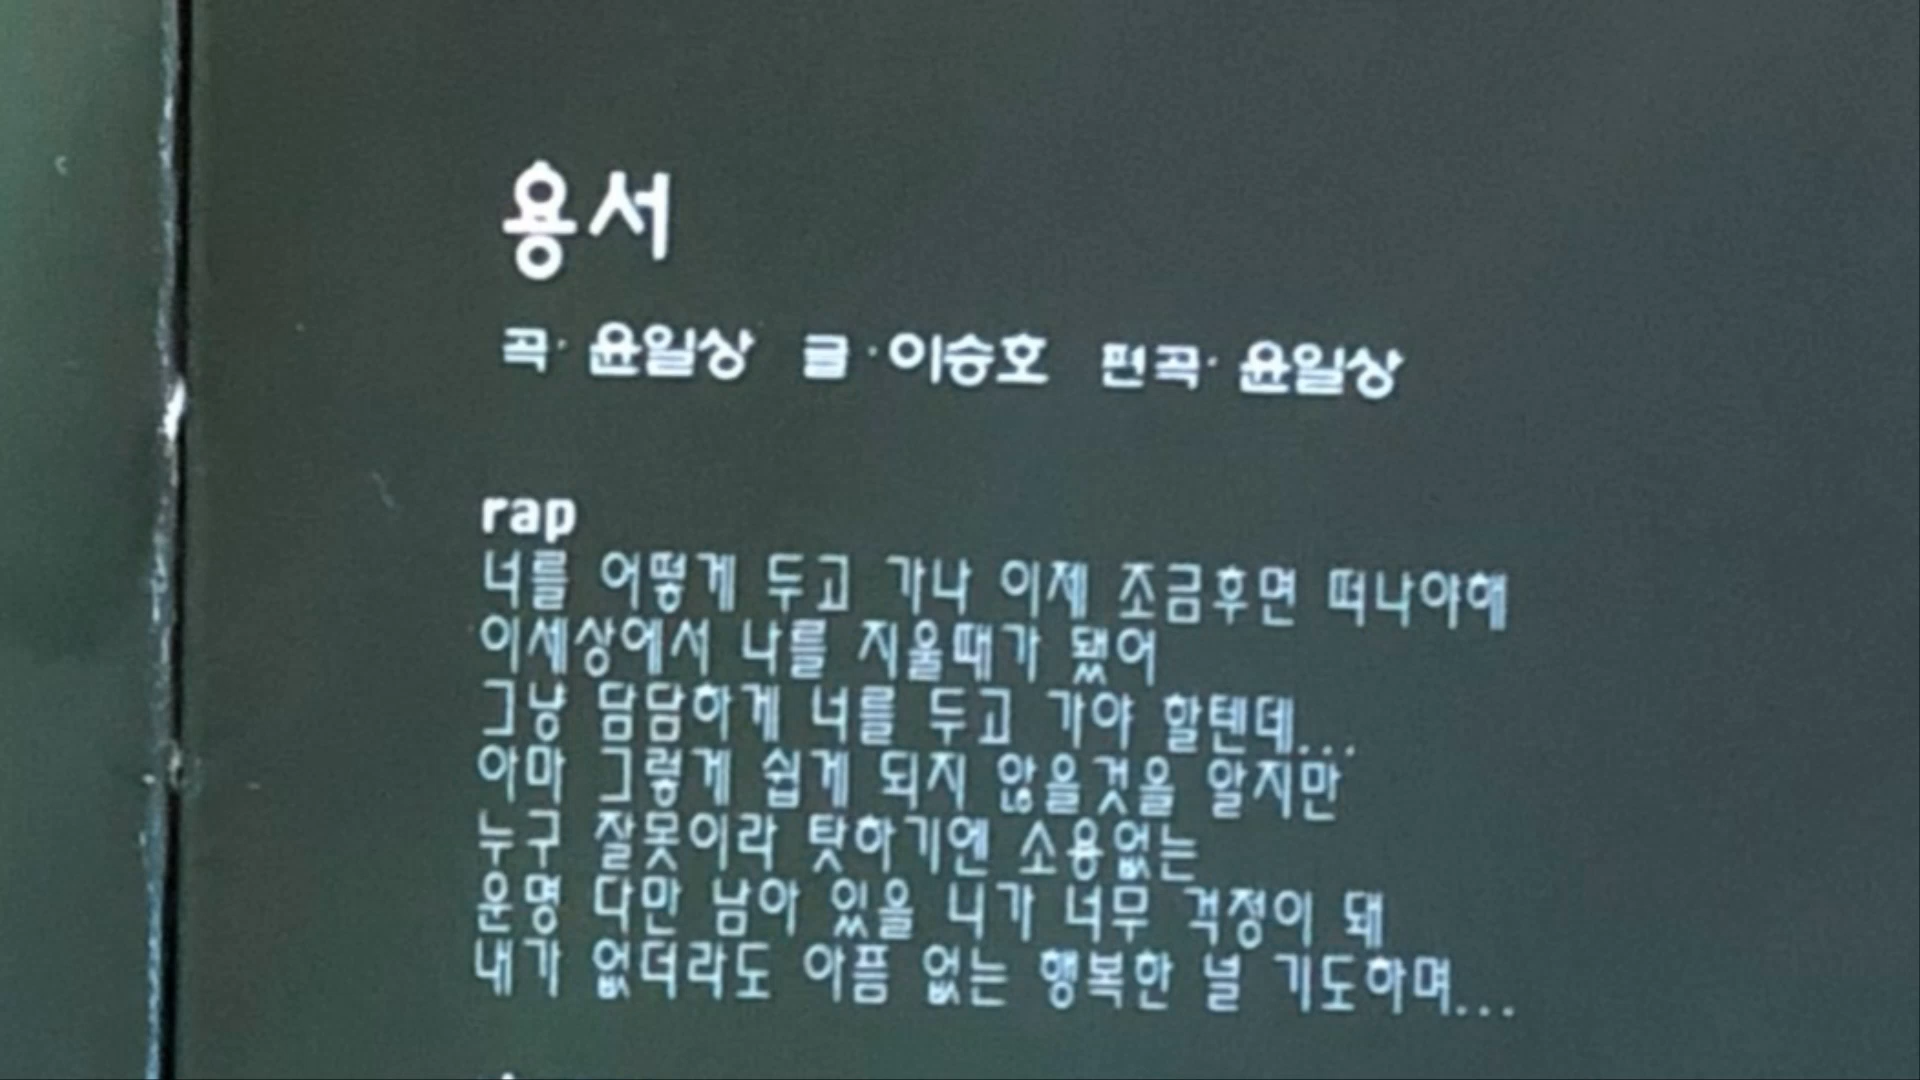 용서
곡· 윤일상 글·이승호 편곡· 윤일상
rap
너를 어떻게 두고 가나 이제 조금후면 떠나야해
이세상에서 나를 지울때가 됐어
그냥 담담하게 너를 두고 가야 할텐데...
아마 그렇게 쉽게 되지 않을것을 알지만
누구 잘못이라 탓하기엔 소용없는
운명 다만 남아 있을 니가 너무 걱정이 돼
내가 없더라도 아픔 없는 행복한 널 기도하며...